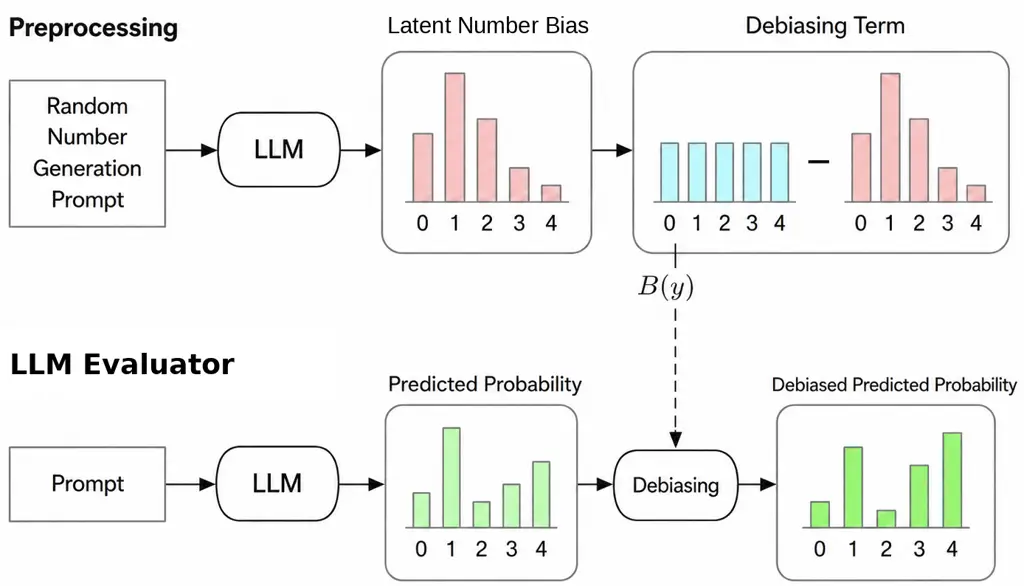 Preprocessing
Latent Number Bias
Debiasing Term
Random
Number
Generation
Prompt
LLM
0 1 2 3 4
0 1 2 3 4
−
0 1 2 3 4
B(y)
LLM Evaluator
Predicted Probability
Debiased Predicted Probability
Prompt
LLM
0 1 2 3 4
Debiasing
0 1 2 3 4